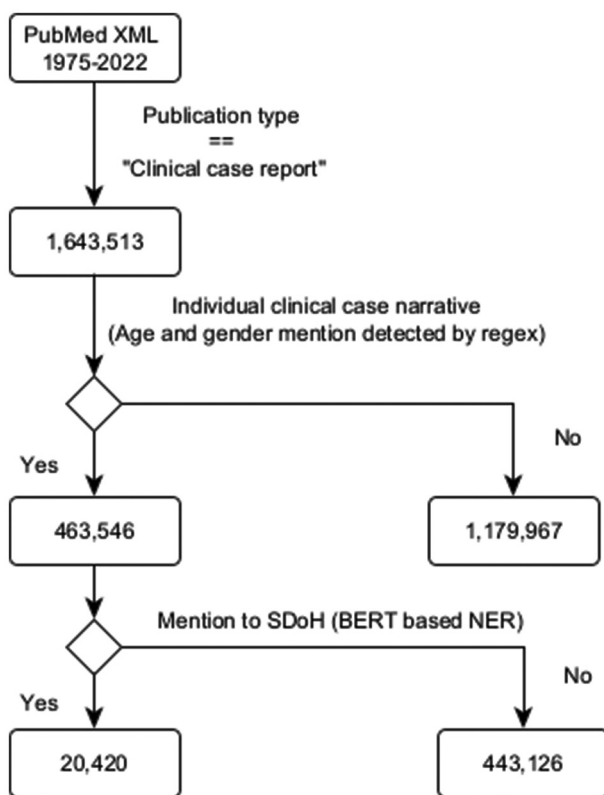 PubMed XML
1975-2022
Publication type
==
"Clinical case report"
1,643,513
Individual clinical case narrative
(Age and gender mention detected by regex)
No
Yes
463,546
1,179,967
Mention to SDoH (BERT based NER)
No
Yes
20,420
443,126